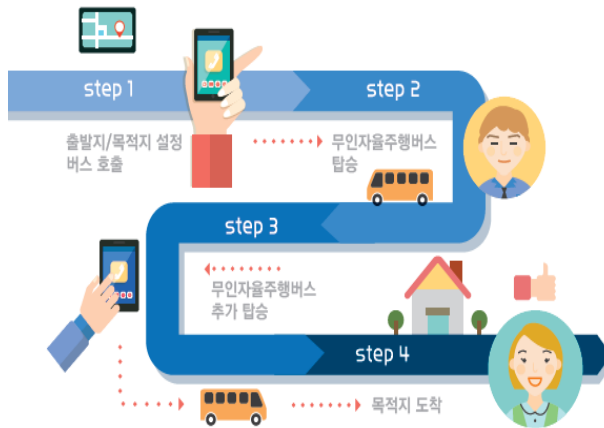 step 1
step 2
출발지/목적지 설정
버스 호출
무인자율주행버스
탑승
step 3
무인자율주행버스
추가 탑승
step 4
목적지 도착